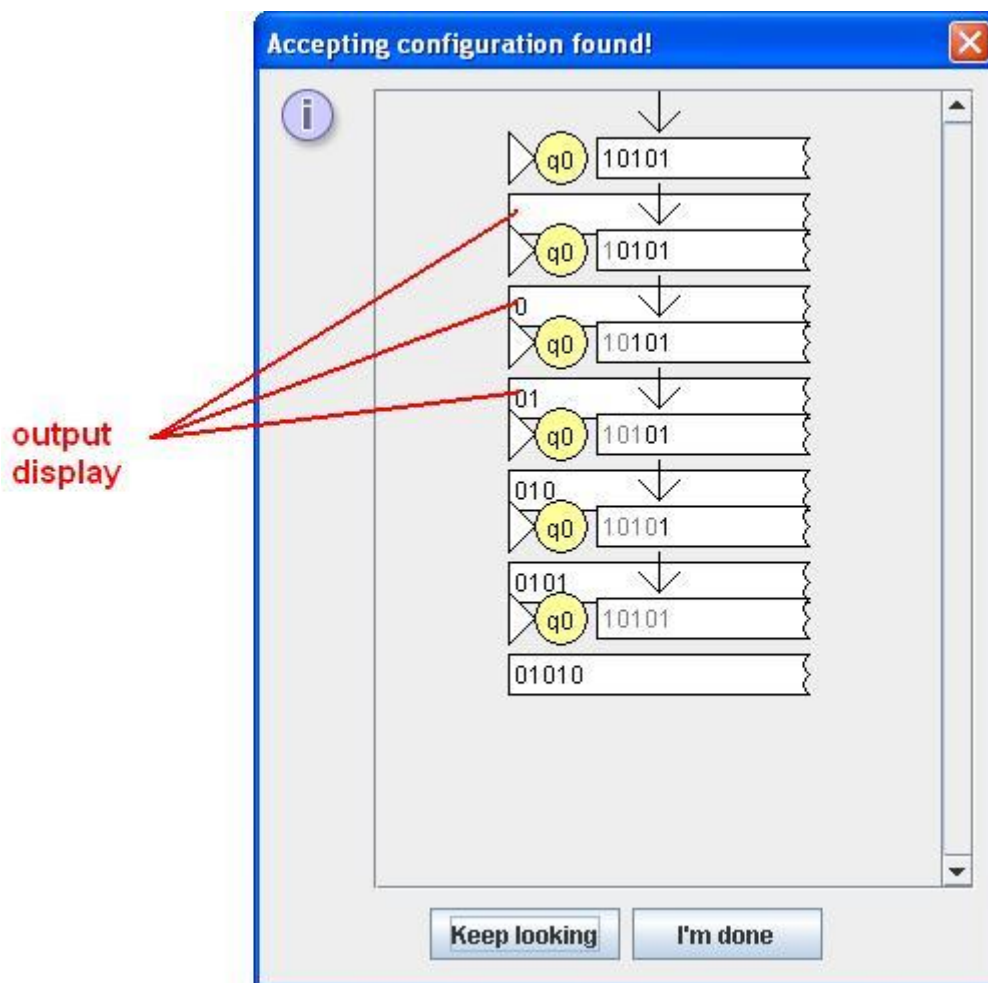 Accepting configuration found!
i
q0 10101
q0 10101
0
q0 10101
01
output
display
q0 10101
010
q0 10101
0101
q0 10101
01010
Keep looking I'm done